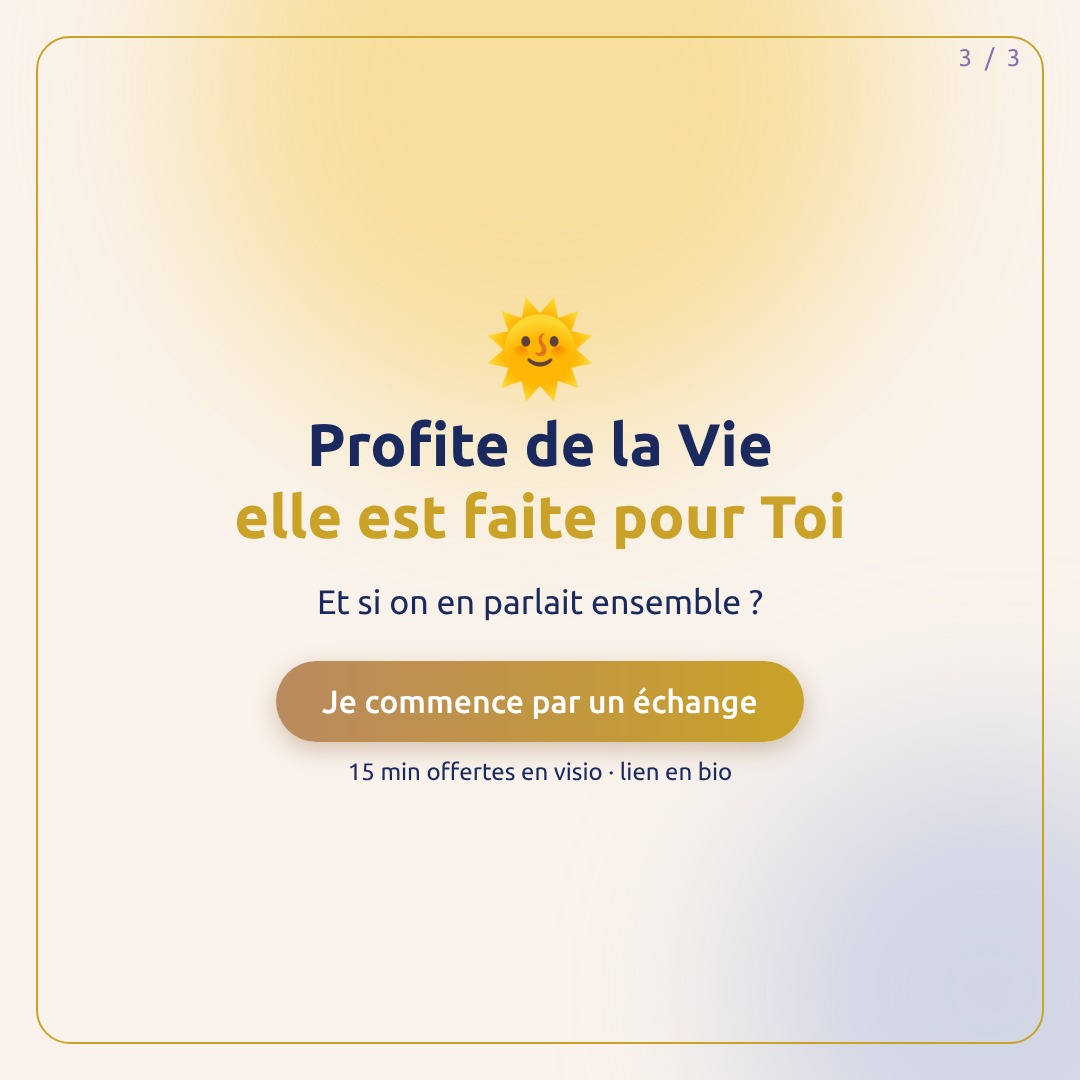 3 / 3
Profite de la Vie
elle est faite pour Toi
Et si on en parlait ensemble ?
Je commence par un échange
15 min offertes en visio · lien en bio